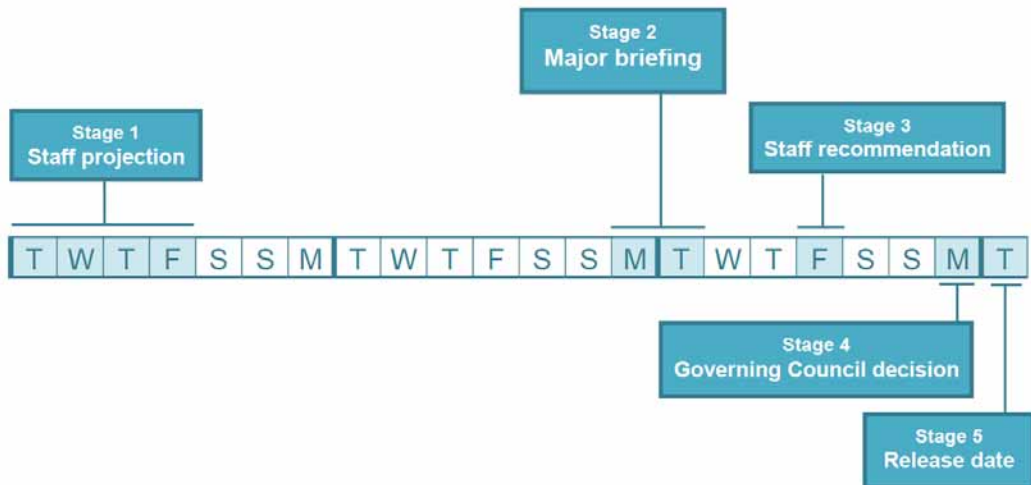 Stage 2
Major briefing
Stage 1
Staff projection
Stage 3
Staff recommendation
T W T F S S M T W T F S S M T W T F S S M T
Stage 4
Governing Council decision
Stage 5
Release date